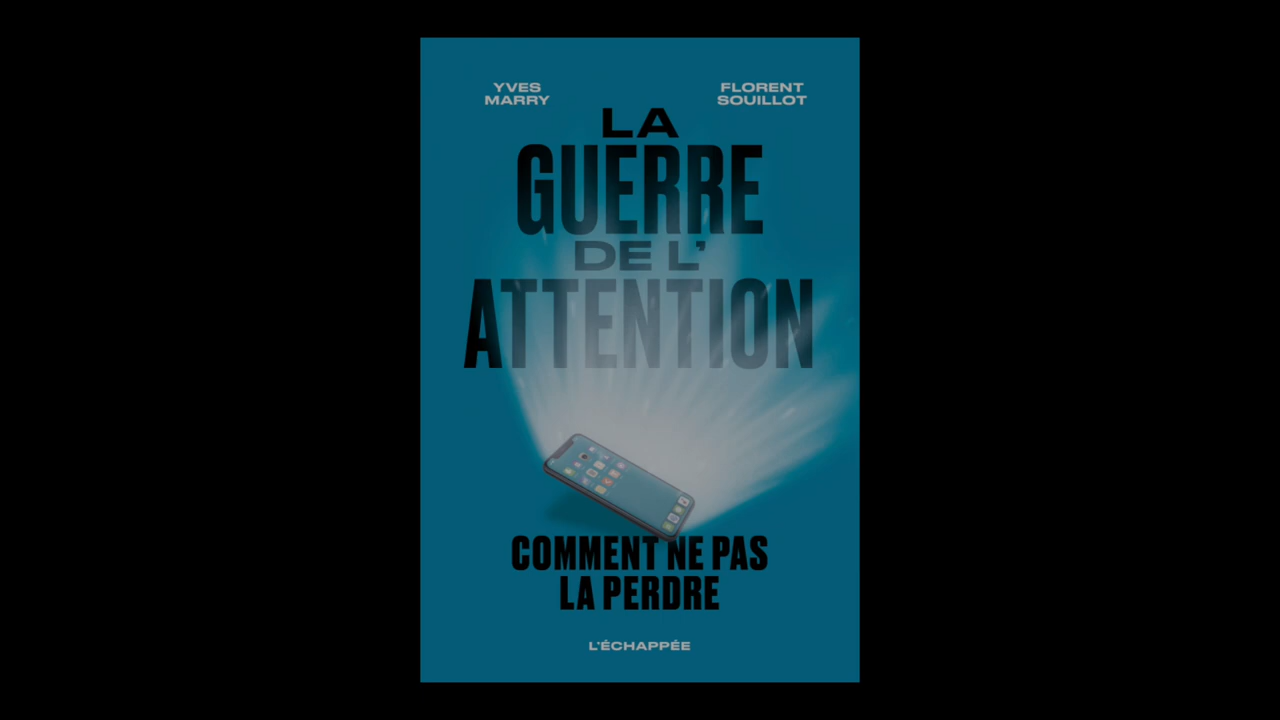 YVES
MARRY
FLORENT
SOUILLOT
LA
GUERRE
DE L'
ATTENTION
COMMENT NE PAS
LA PERDRE
L'ÉCHAPPÉE